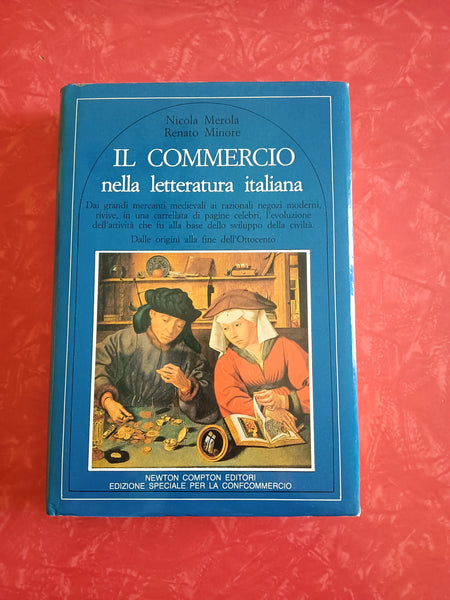 Nicola Merola
Renato Minore
IL COMMERCIO
nella letteratura italiana
Dai grandi mercanti medievali ai razionali negozi moderni,
rivive, in una carrellata di pagine celebri, l'evoluzione
dell'attività che fu alla base dello sviluppo della civiltà.
Dalle origini alla fine dell'Ottocento
NEWTON COMPTON EDITORI
EDIZIONE SPECIALE PER LA CONFCOMMERCIO